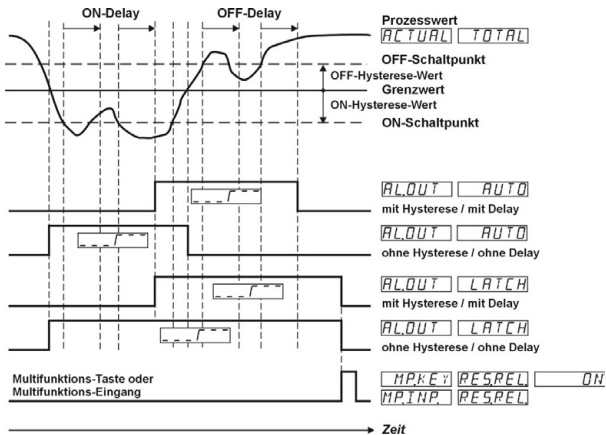 ON-Delay OFF-Delay Prozesswert
ACTUAL TOTAL
OFF-Schaltpunkt
OFF-Hysterese-Wert
Grenzwert
ON-Hysterese-Wert
ON-Schaltpunkt
AL.OUT AUTO
mit Hysterese / mit Delay
AL.OUT AUTO
ohne Hysterese / ohne Delay
AL.OUT LATCH
mit Hysterese / mit Delay
AL.OUT LATCH
ohne Hysterese / ohne Delay
Multifunktions-Taste oder
Multifunktions-Eingang
MP.KEY RES.REL. ON
MP.INP. RES.REL.
Zeit